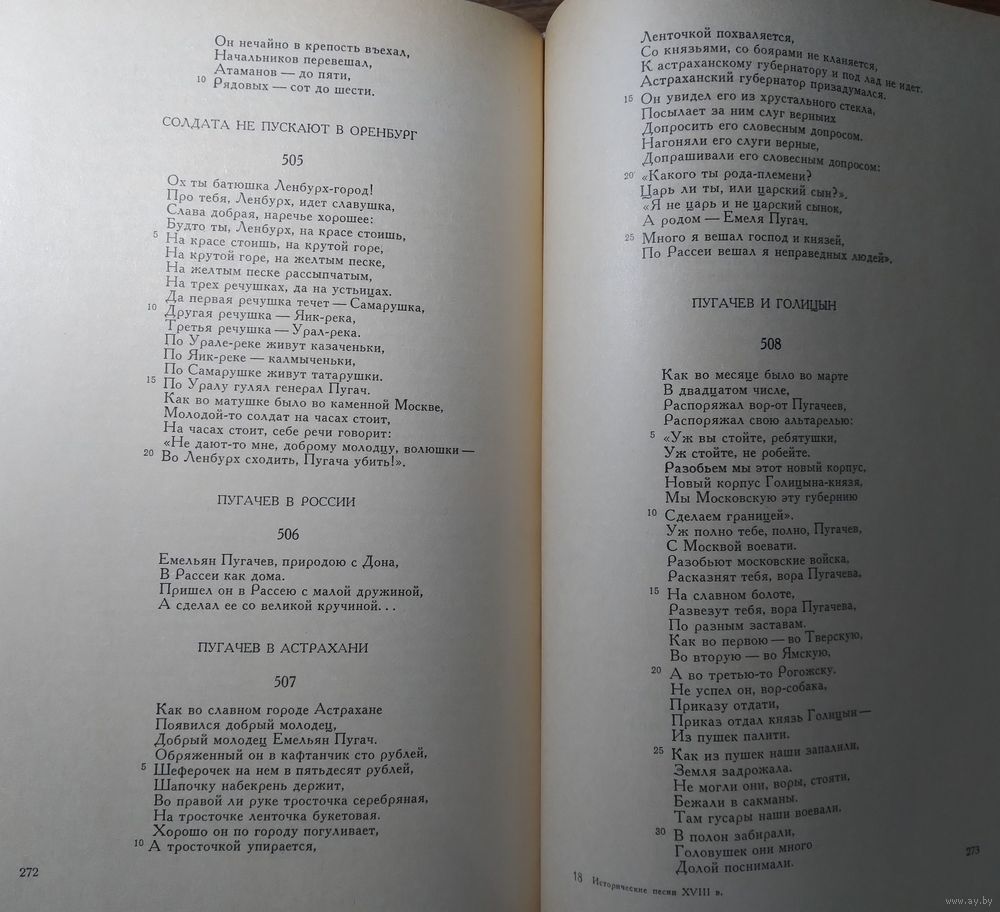 Он нечайно в крепость въехал,
Начальников перевешал,
Атаманов — до пяти,
10 Рядовых — сот до шести.
СОЛДАТА НЕ ПУСКАЮТ В ОРЕНБУРГ
505
Ох ты батюшка Ленбурх-город!
Про тебя, Ленбурх, идет славушка,
Слава добрая, наречье хорошее:
Будто ты, Ленбурх, на красе стоишь,
5 На красе стоишь, на крутой горе,
На крутой горе, на желтым песке,
На желтым песке рассыпчатым,
На трех речушках, да на устьицах.
Да первая речушка течет — Самарушка,
10 Другая речушка — Яик-река,
Третья речушка — Урал-река.
По Урале-реке живут казаченьки,
По Яик-реке — калмыченьки,
По Самарушке живут татарушки.
15 По Уралу гулял генерал Пугач.
Как во матушке было во каменной Москве,
Молодой-то солдат на часах стоит,
На часах стоит, себе речи говорит:
«Не дают-то мне, доброму молодцу, волюшки —
20 Во Ленбурх сходить, Пугача убить!».
ПУГАЧЕВ В РОССИИ
506
Емельян Пугачев, природою с Дона,
В Рассеи как дома.
Пришел он в Рассею с малой дружиной,
А сделал ее со великой кручиной. . .
ПУГАЧЕВ В АСТРАХАНИ
507
Как во славном городе Астрахане
Появился добрый молодец,
Добрый молодец Емельян Пугач.
Обряженный он в кафтанчик сто рублей,
5 Шеферочек на нем в пятьдесят рублей,
Шапочку набекрень держит,
Во правой ли руке тросточка серебряная,
На тросточке ленточка букетовая.
Хорошо он по городу погуливает,
10 А тросточкой упирается,
272
Ленточкой похваляется,
Со князьями, со боярами не кланяется,
К астраханскому губернатору и под лад не идет.
Астраханский губернатор призадумался.
15 Он увидел его из хрустального стекла,
Посылает за ним слуг верныих
Допросить его словесным допросом.
Нагоняли его слуги верные,
Допрашивали его словесным допросом:
20 «Какого ты рода-племени?
Царь ли ты, или царский сын?».
«Я не царь и не царский сынок,
А родом — Емеля Пугач.
25 Много я вешал господ и князей,
По Рассеи вешал я неправедных людей».
ПУГАЧЕВ И ГОЛИЦЫН
508
Как во месяце было во марте
В двадцатом числе,
Распоряжал вор-от Пугачеев,
Распоряжал свою альтарелью:
5 «Уж вы стойте, ребятушки,
Уж стойте, не робейте.
Разобьем мы этот новый корпус,
Новый корпус Голицына-князя,
Мы Московскую эту губернию
10 Сделаем границей».
Уж полно тебе, полно, Пугачев,
С Москвой воевати.
Разобьют московские войска,
Расказнят тебя, вора Пугачева,
15 На славном болоте,
Развезут тебя, вора Пугачева,
По разным заставам.
Как во первою — во Тверскую,
Во вторую — во Ямскую,
20 А во третью-то Рогожску.
Не успел он, вор-собака,
Приказу отдати,
Приказ отдал князь Голицын —
Из пушек палити.
25 Как из пушек наши запалили,
Земля задрожала.
Не могли они, воры, стояти,
Бежали в сакманы.
Там гусары наши воевали,
30 В полон забирали,
Головушек они много
Долой поснимали.
273
18 Исторические песни XVIII в.
www.ay.by